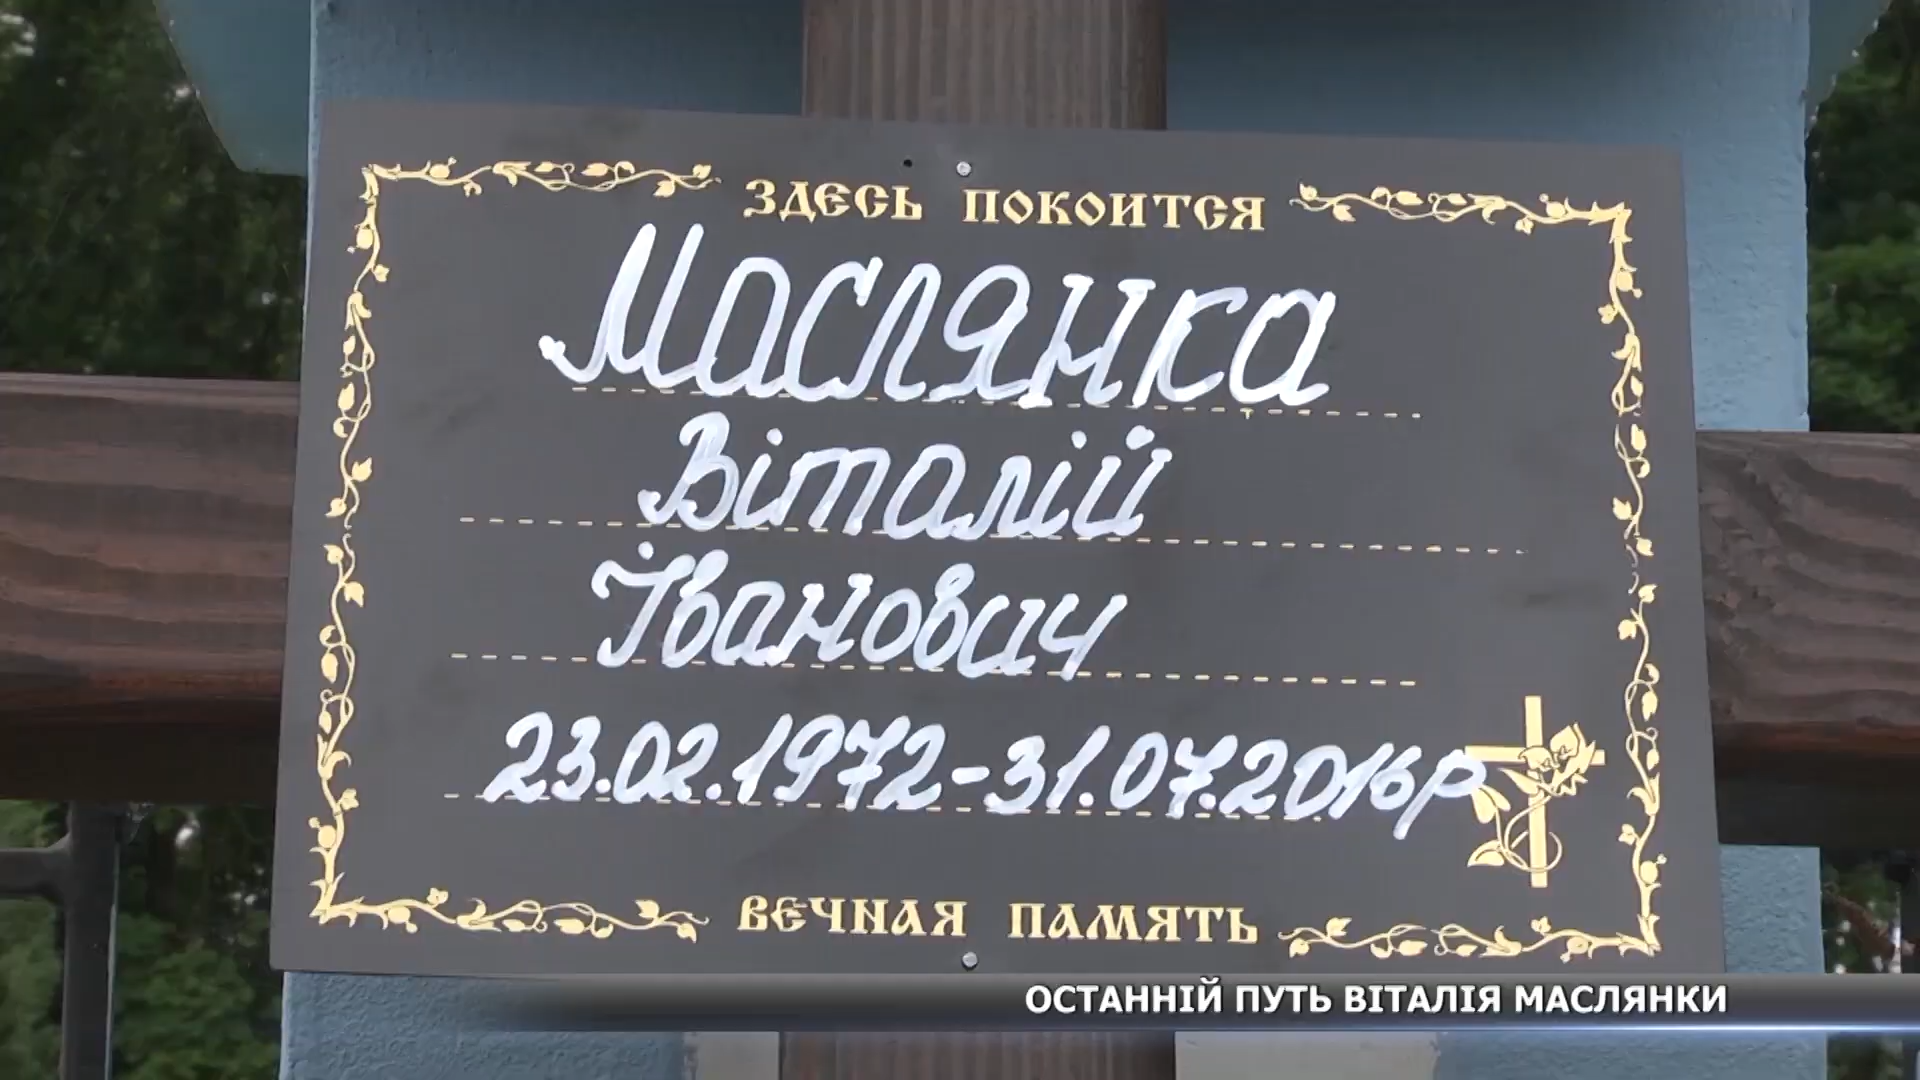 ЗДЕСЬ ПОКОИТСЯ
Маслянка
Віталій
Іванович
23.02.1972-31.07.2016р
ВЕЧНАЯ ПАМЯТЬ
ОСТАННІЙ ПУТЬ ВІТАЛІЯ МАСЛЯНКИ